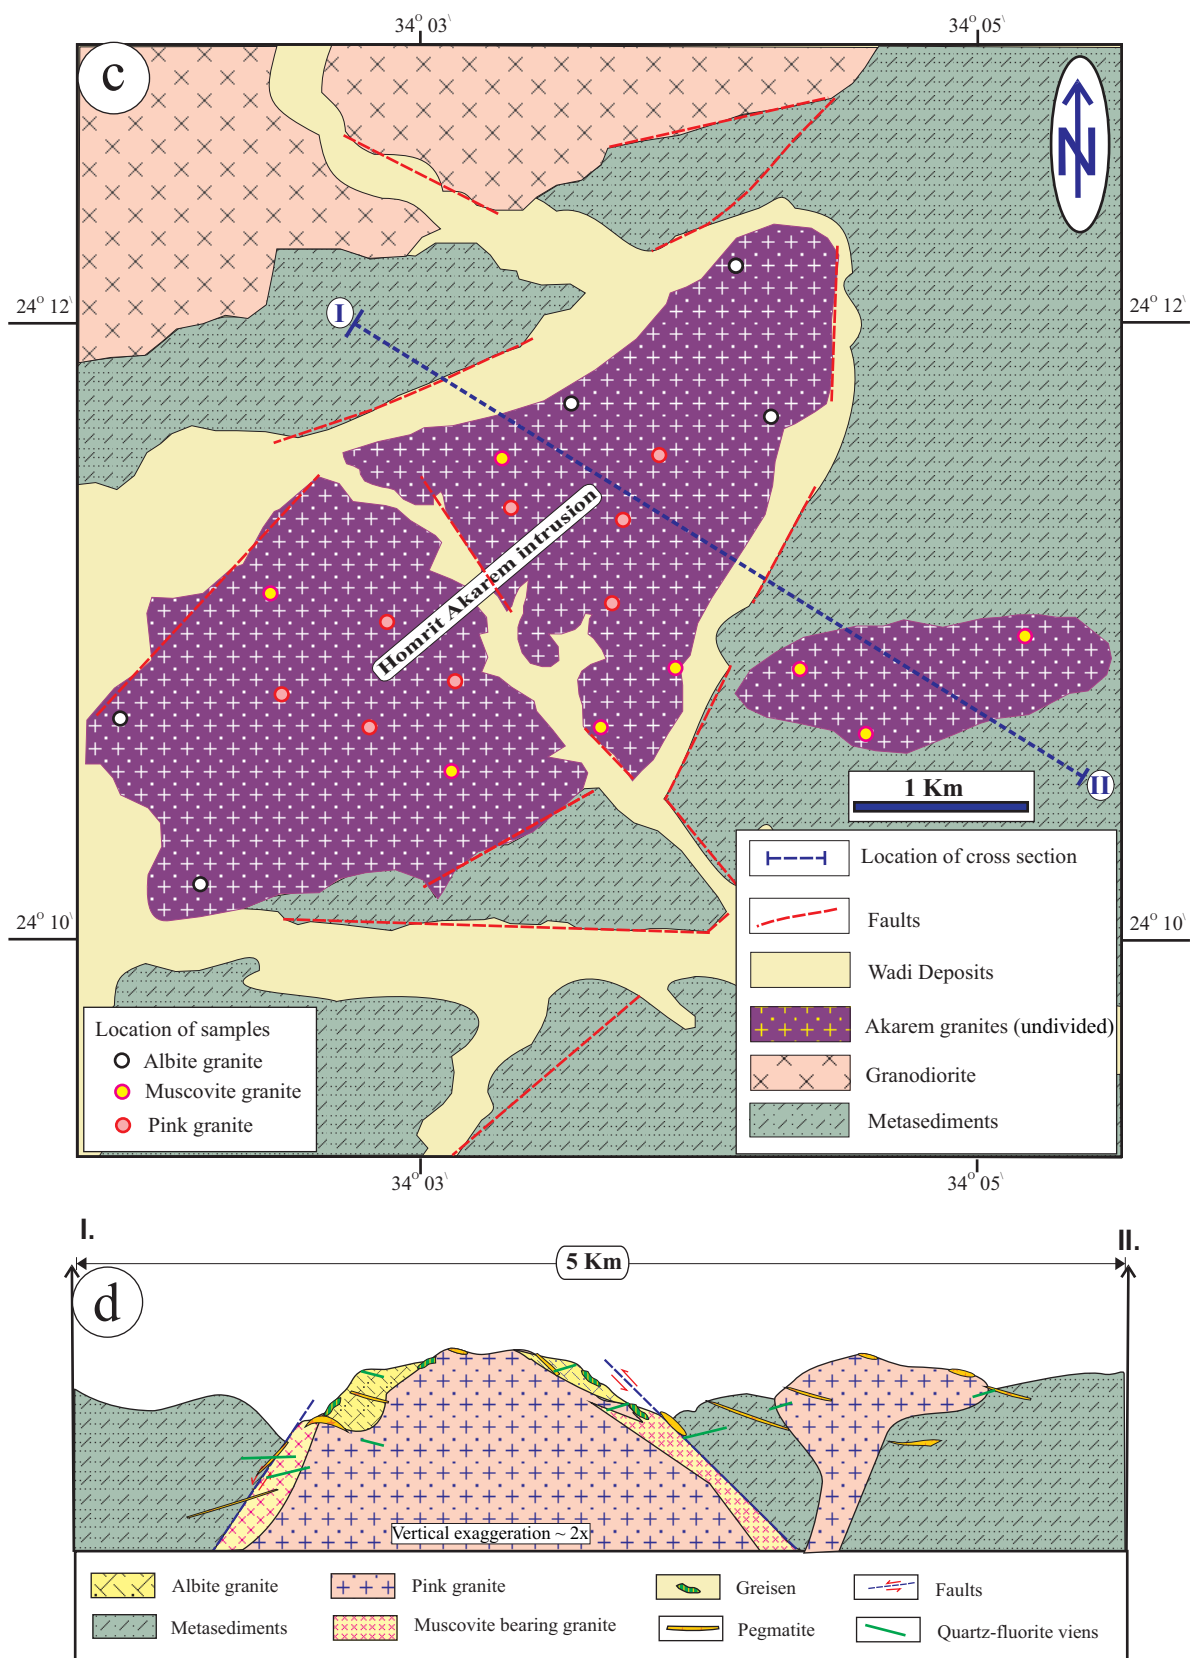 34° 03\ 34° 05\
c
N
24° 12\ 24° 12\
I
Homrit Akarem intrusion
II
1 Km
Location of cross section
Faults
24° 10\ 24° 10\
Wadi Deposits
Akarem granites (undivided)
Granodiorite
Metasediments
Location of samples
Albite granite
Muscovite granite
Pink granite
34° 03\ 34° 05\
I. II.
5 Km
d
Vertical exaggeration ~ 2x
Albite granite Pink granite Greisen Faults
Metasediments Muscovite bearing granite Pegmatite Quartz-fluorite viens